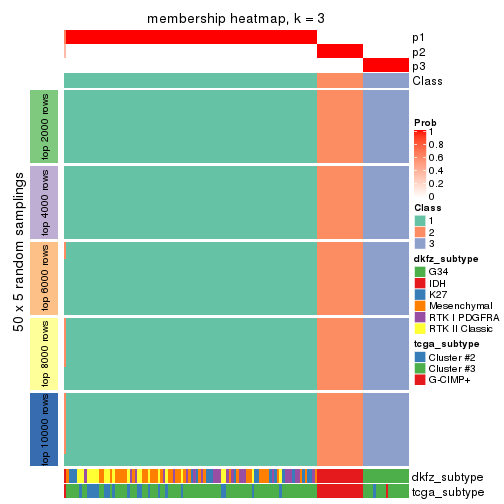 membership heatmap, k = 3
p1
p2
p3
Class
50 x 5 random samplings
top 2000 rows
top 4000 rows
top 6000 rows
top 8000 rows
top 10000 rows
Prob
1
0.8
0.6
0.4
0.2
0
Class
1
2
3
dkfz_subtype
G34
IDH
K27
Mesenchymal
RTK I PDGFRA
RTK II Classic
tcga_subtype
Cluster #2
Cluster #3
G-CIMP+
dkfz_subtype
tcga_subtype